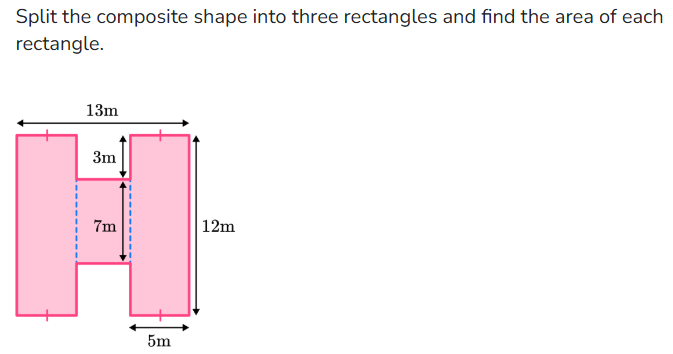 Split the composite shape into three rectangles and find the area of each
rectangle.
13m
3m
7m
12m
5m